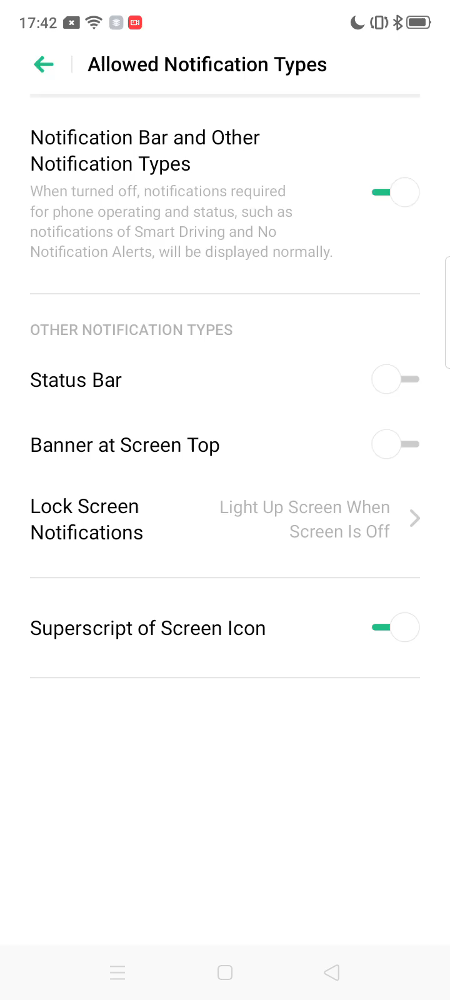 17:42
Allowed Notification Types
Notification Bar and Other
Notification Types
When turned off, notifications required
for phone operating and status, such as
notifications of Smart Driving and No
Notification Alerts, will be displayed normally.
OTHER NOTIFICATION TYPES
Status Bar
Banner at Screen Top
Lock Screen
Notifications
Light Up Screen When
Screen Is Off
Superscript of Screen Icon